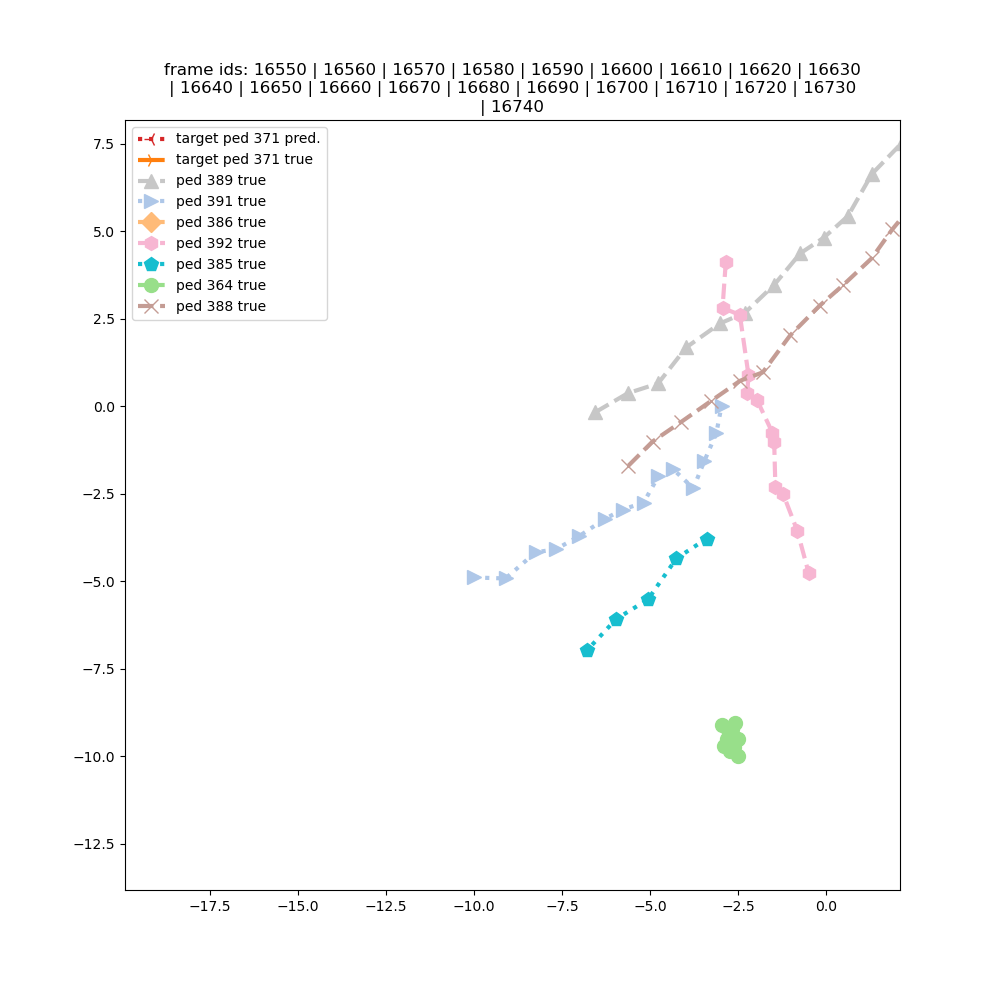 frame ids: 16550 | 16560 | 16570 | 16580 | 16590 | 16600 | 16610 | 16620 | 16630
| 16640 | 16650 | 16660 | 16670 | 16680 | 16690 | 16700 | 16710 | 16720 | 16730
| 16740
target ped 371 pred.
target ped 371 true
ped 389 true
ped 391 true
ped 386 true
ped 392 true
ped 385 true
ped 364 true
ped 388 true
7.5
5.0
2.5
0.0
−2.5
−5.0
−7.5
−10.0
−12.5
−17.5 −15.0 −12.5 −10.0 −7.5 −5.0 −2.5 0.0